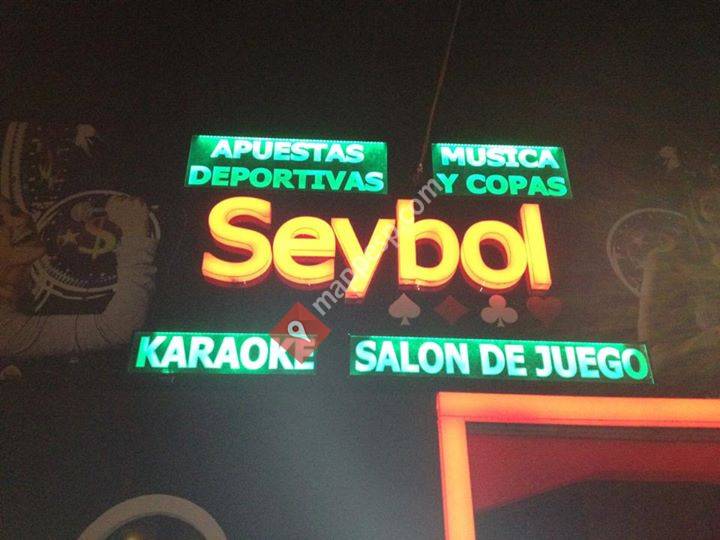 APUESTAS
DEPORTIVAS
MUSICA
Y COPAS
Seybol
KARAOKE
SALON DE JUEGO